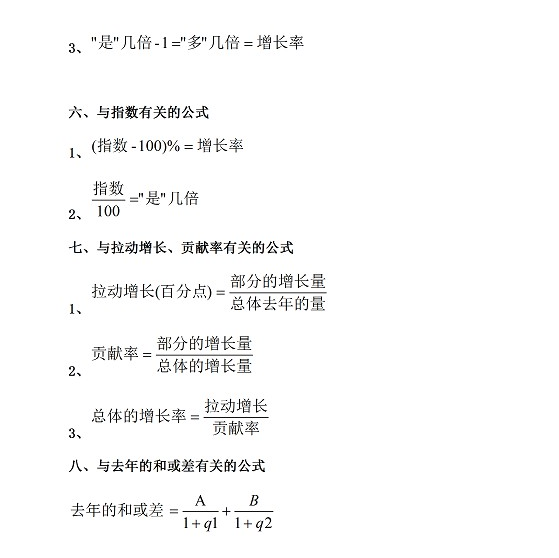 3、"是"几倍-1="多"几倍=增长率
六、与指数有关的公式
1、(指数-100)%=增长率
2、指数/100="是"几倍
七、与拉动增长、贡献率有关的公式
1、拉动增长(百分点)=部分的增长量/总体去年的量
2、贡献率=部分的增长量/总体的增长量
3、总体的增长率=拉动增长/贡献率
八、与去年的和或差有关的公式
去年的和或差=A/1+q1+B/1+q2